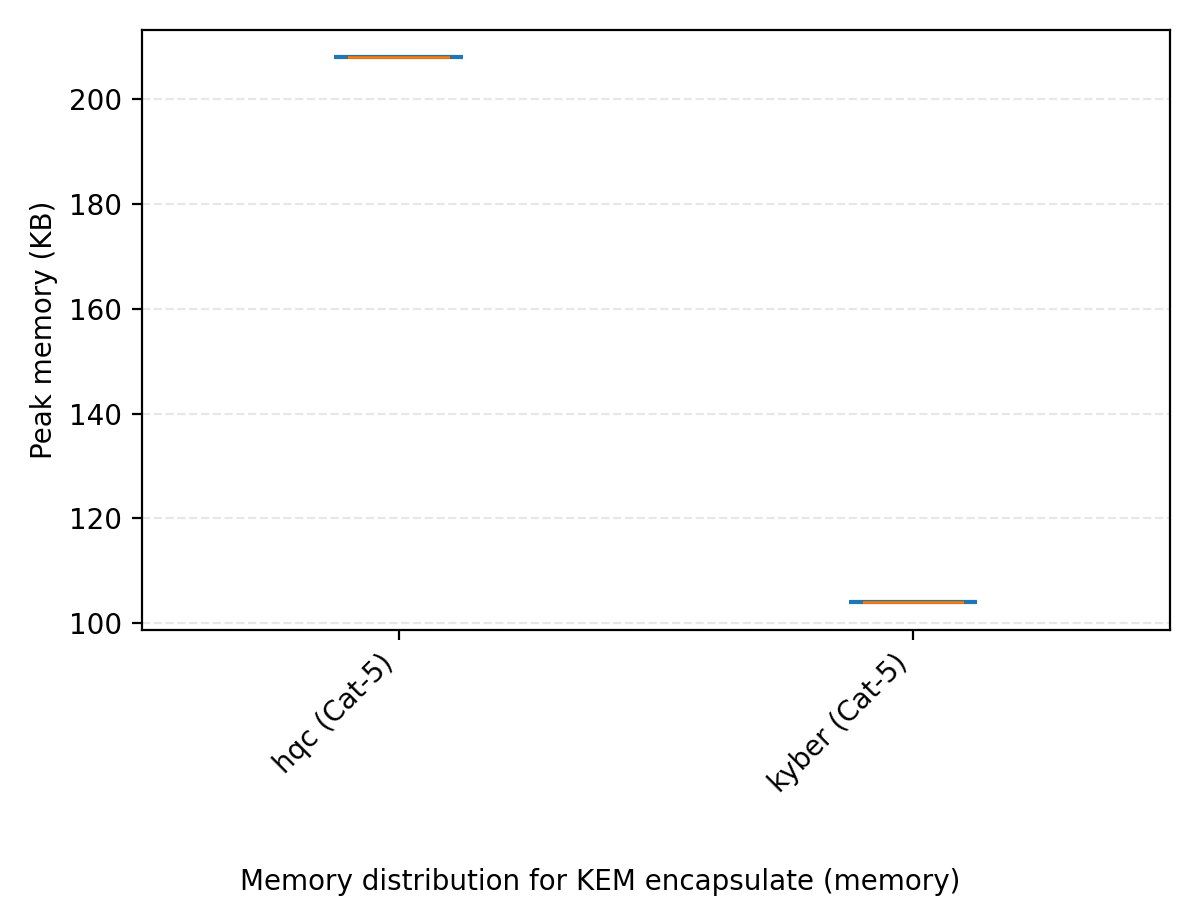 200
180
160
140
120
100
Peak memory (KB)
hqc (Cat-5)
kyber (Cat-5)
Memory distribution for KEM encapsulate (memory)